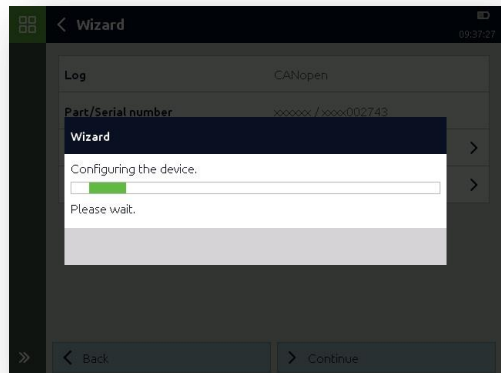 Wizard
09:37:27
Log CANopen
Part/Serial number xxxxxx / xxxx002743
Wizard
Configuring the device.
Please wait.
Back Continue